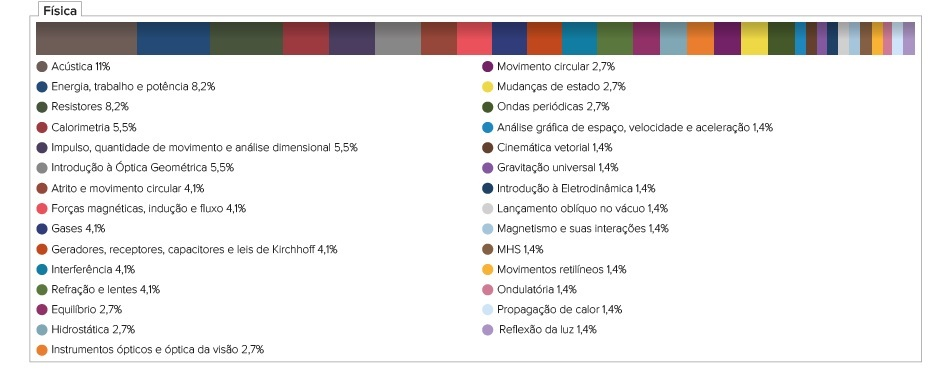 Física
Acústica 11%
Energia, trabalho e potência 8,2%
Resistores 8,2%
Calorimetria 5,5%
Impulso, quantidade de movimento e análise dimensional 5,5%
Introdução à Óptica Geométrica 5,5%
Atrito e movimento circular 4,1%
Forças magnéticas, indução e fluxo 4,1%
Gases 4,1%
Geradores, receptores, capacitores e leis de Kirchhoff 4,1%
Interferência 4,1%
Refração e lentes 4,1%
Equilíbrio 2,7%
Hidrostática 2,7%
Instrumentos ópticos e óptica da visão 2,7%
Movimento circular 2,7%
Mudanças de estado 2,7%
Ondas periódicas 2,7%
Análise gráfica de espaço, velocidade e aceleração 1,4%
Cinemática vetorial 1,4%
Gravitação universal 1,4%
Introdução à Eletrodinâmica 1,4%
Lançamento oblíquo no vácuo 1,4%
Magnetismo e suas interações 1,4%
MHS 1,4%
Movimentos retilíneos 1,4%
Ondulatória 1,4%
Propagação de calor 1,4%
Reflexão da luz 1,4%